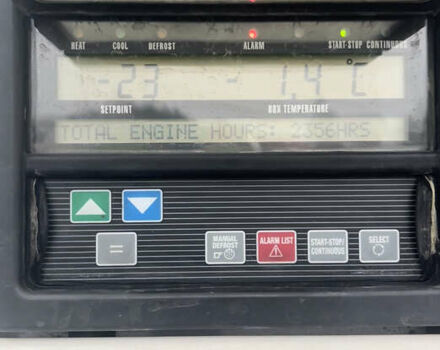 HEAT COOL DEFROST ALARM START-STOP CONTINUOUS
-23 - 1,4 °C
SETPOINT BOX TEMPERATURE
TOTAL ENGINE HOURS: 2356HRS
MANUAL DEFROST ALARM LIST START-STOP/ CONTINUOUS SELECT
=